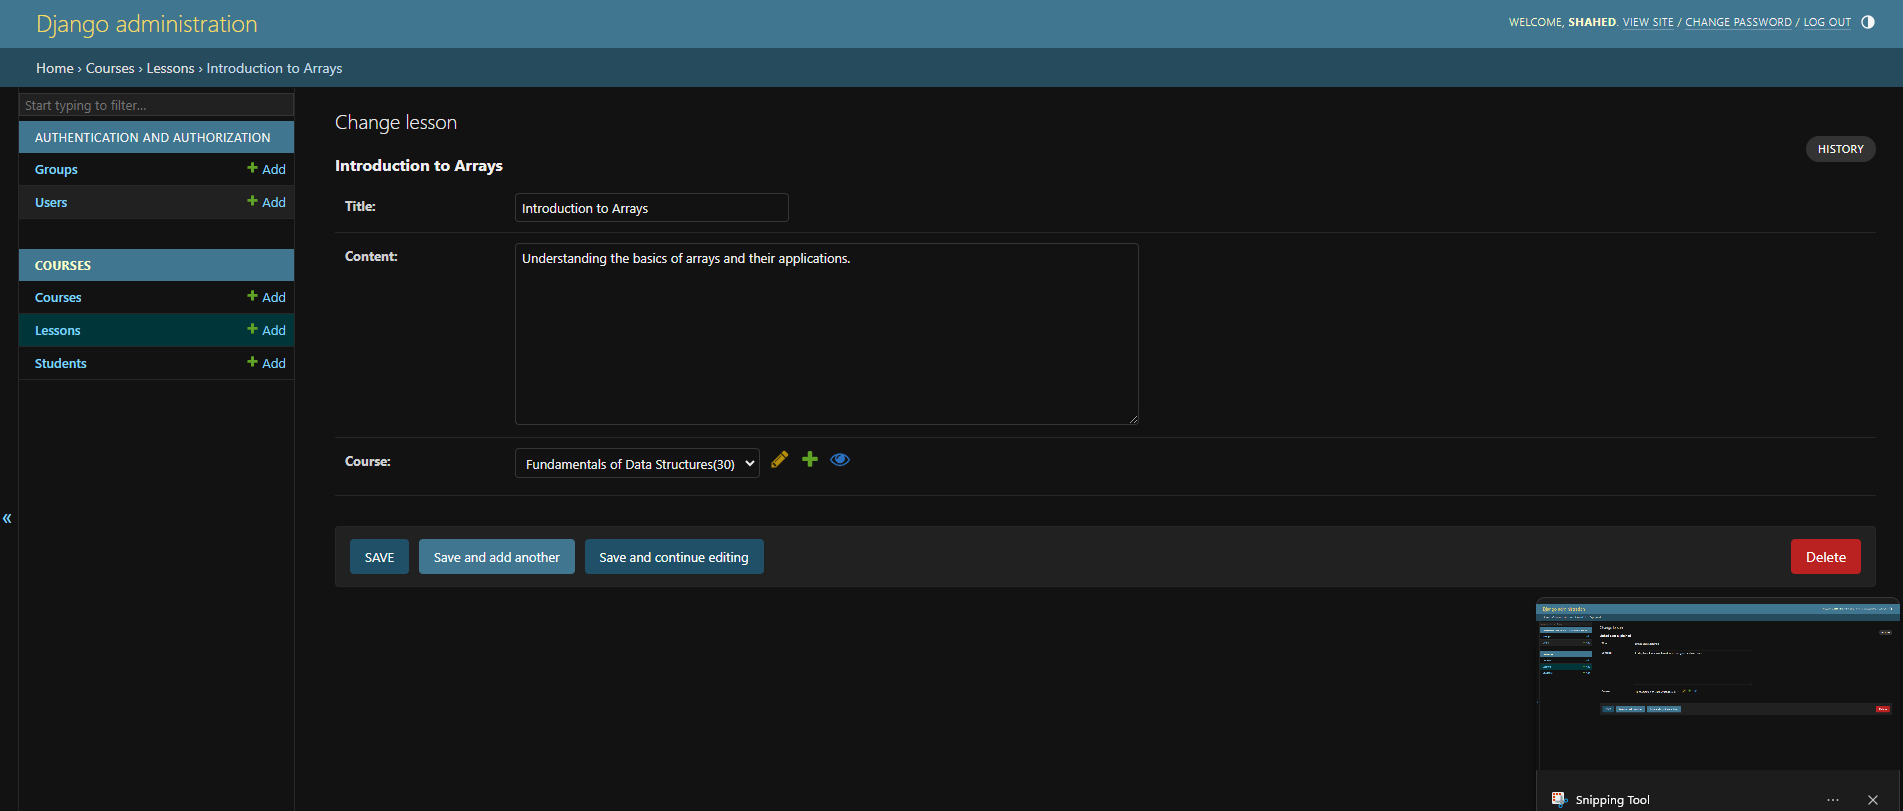 Django administration
WELCOME, SHAHED. VIEW SITE / CHANGE PASSWORD / LOG OUT
Home › Courses › Lessons › Introduction to Arrays
Start typing to filter...
AUTHENTICATION AND AUTHORIZATION
Groups Add
Users Add
COURSES
Courses Add
Lessons Add
Students Add
«
Change lesson
HISTORY
Introduction to Arrays
Title: Introduction to Arrays
Content: Understanding the basics of arrays and their applications.
Course: Fundamentals of Data Structures(30)
SAVE Save and add another Save and continue editing Delete
Django administration
Snipping Tool